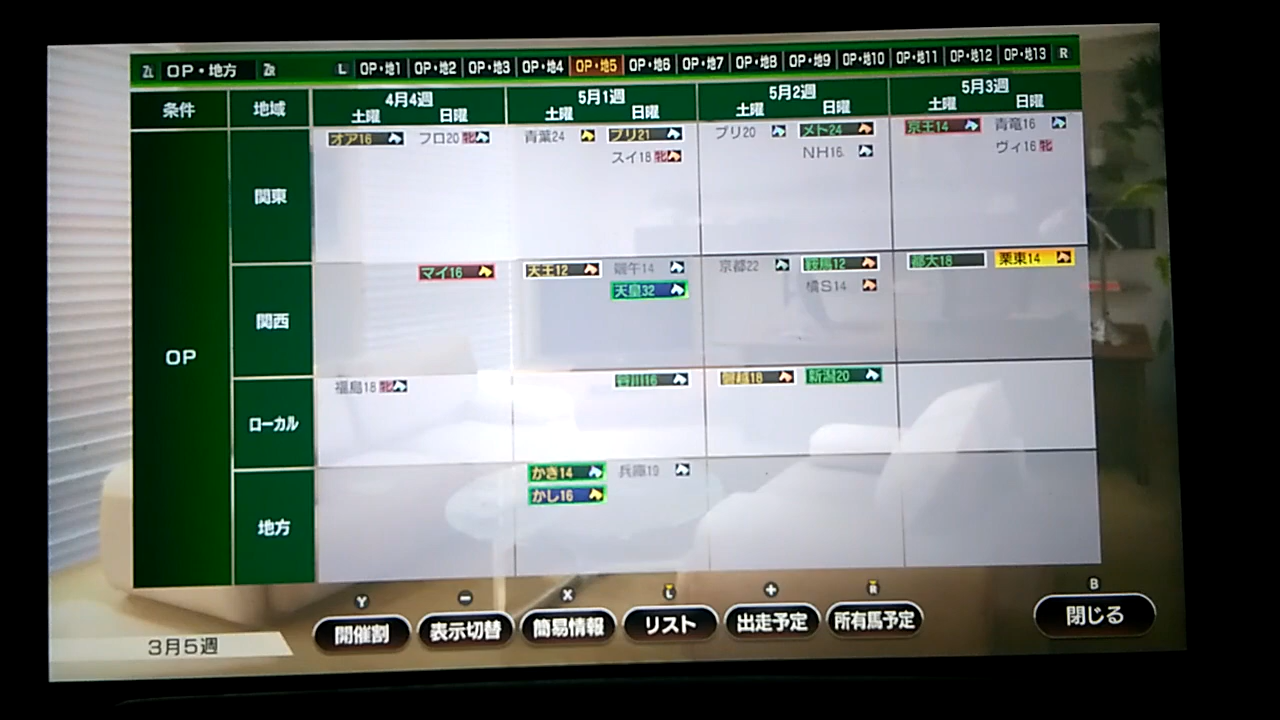 ZL OP・地方 ZR L OP・地1 OP・地2 OP・地3 OP・地4 OP・地5 OP・地6 OP・地7 OP・地8 OP・地9 OP・地10 OP・地11 OP・地12 OP・地13 R
条件 地域 4月4週 5月1週 5月2週 5月3週
土曜 日曜 土曜 日曜 土曜 日曜 土曜 日曜
オア16 フロ20 牝 青葉24 プリ21 プリ20 メト24 京王14 青竜16
スイ18 牝 NH16 ヴィ16 牝
関東
マイ16 天王12 端午14 京都22 鞍馬12 都大18 栗東14
天皇32 橘S14
関西
OP
福島18 牝 谷川16 新潟20
ローカル
かき14 兵庫19
かし16
地方
Y - X L + R B
開催割 表示切替 簡易情報 リスト 出走予定 所有馬予定 閉じる
3月5週